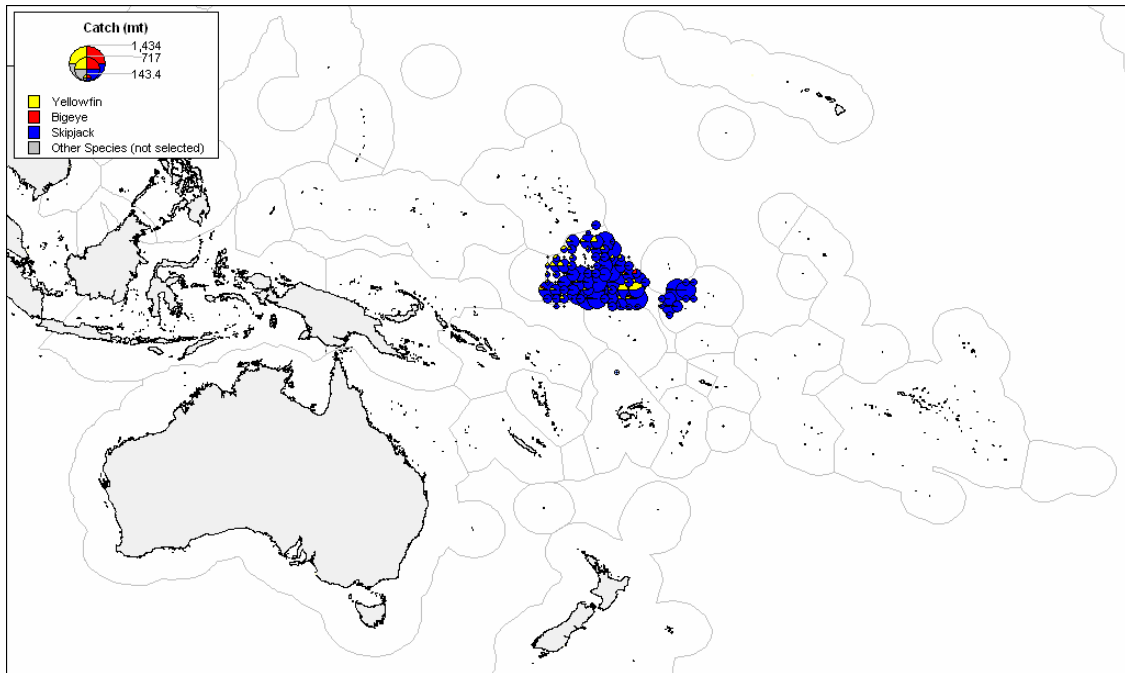 Catch (mt)
1,434
717
143.4
Yellowfin
Bigeye
Skipjack
Other Species (not selected)